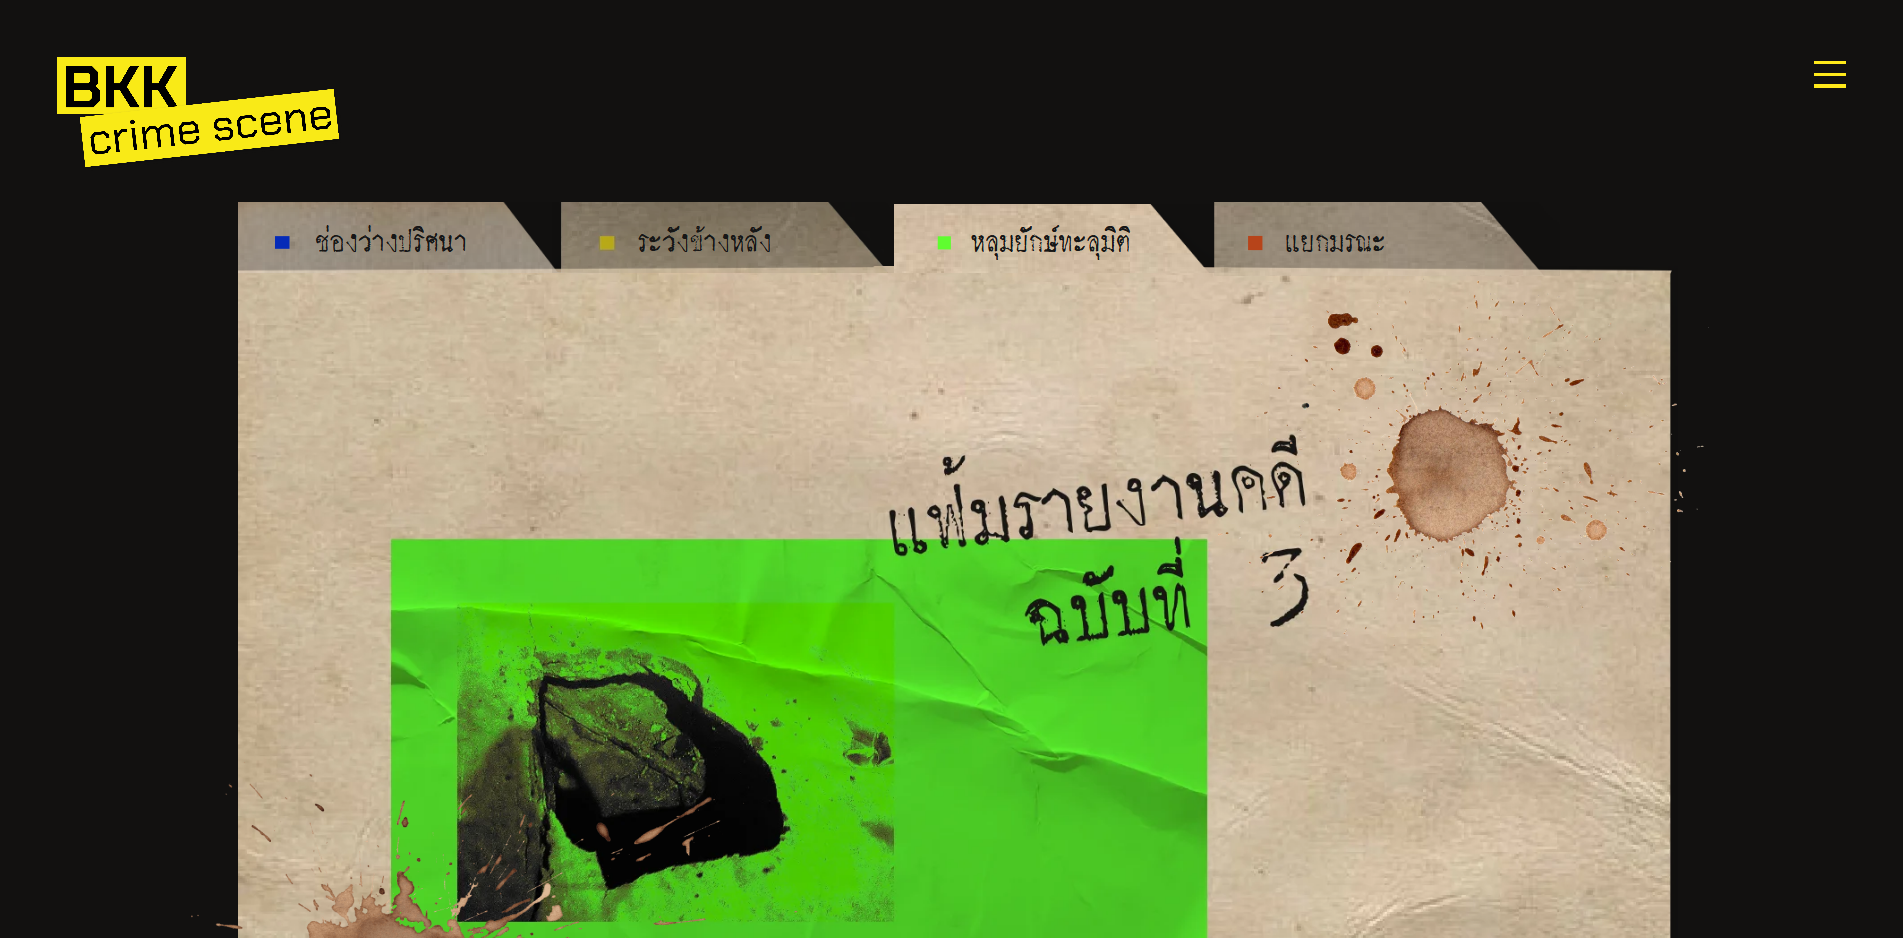 BKK
crime scene
ช่องว่างปริศนา
ระวังข้างหลัง
หลุมยักษ์ทะลุมิติ
แยกมรณะ
แฟ้มรายงานคดี
ฉบับที่ 3